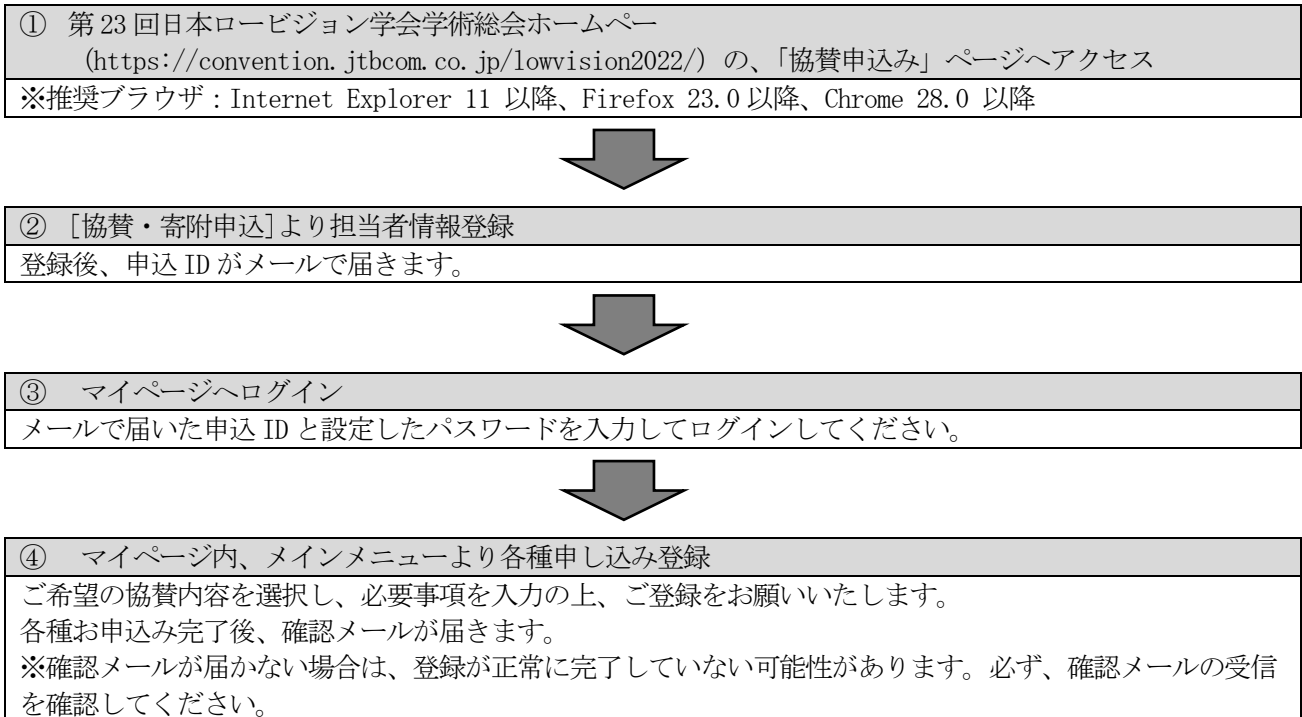 ① 第 23 回日本ロービジョン学会学術総会ホームペー
(https://convention.jtbcom.co.jp/lowvision2022/) の、「協賛申込み」ページへアクセス
※推奨ブラウザ：Internet Explorer 11 以降、Firefox 23.0 以降、Chrome 28.0 以降
② [協賛・寄附申込]より担当者情報登録
登録後、申込 ID がメールで届きます。
③ マイページへログイン
メールで届いた申込 ID と設定したパスワードを入力してログインしてください。
④ マイページ内、メインメニューより各種申し込み登録
ご希望の協賛内容を選択し、必要事項を入力の上、ご登録をお願いいたします。
各種お申込み完了後、確認メールが届きます。
※確認メールが届かない場合は、登録が正常に完了していない可能性があります。必ず、確認メールの受信
を確認してください。